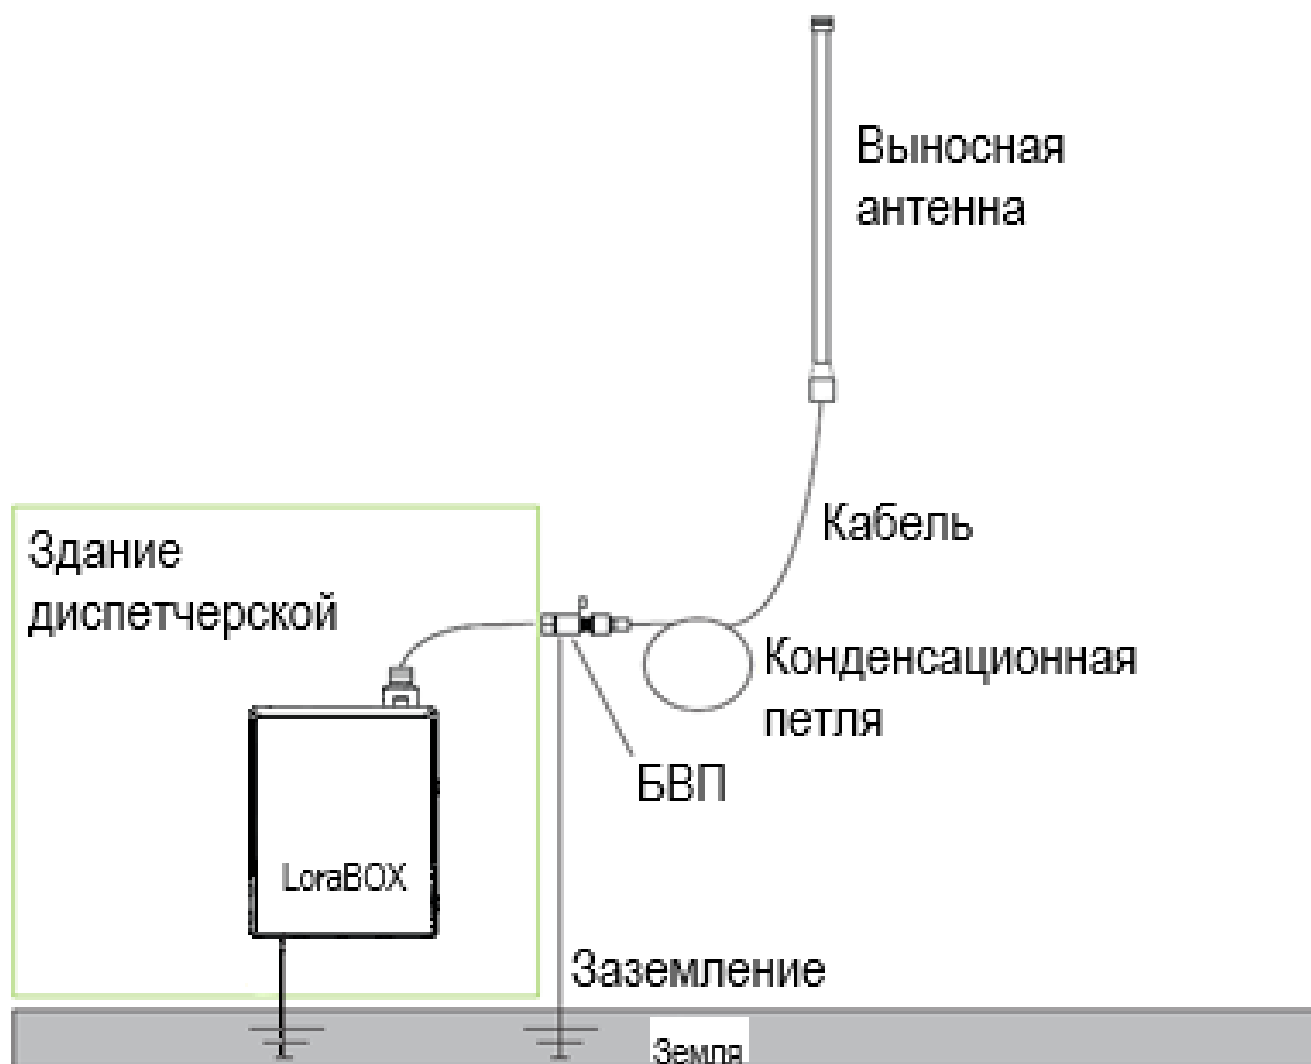 Выносная
антенна
Кабель
Здание
диспетчерской
Конденсационная
петля
БВП
LoraBOX
Заземление
Земля